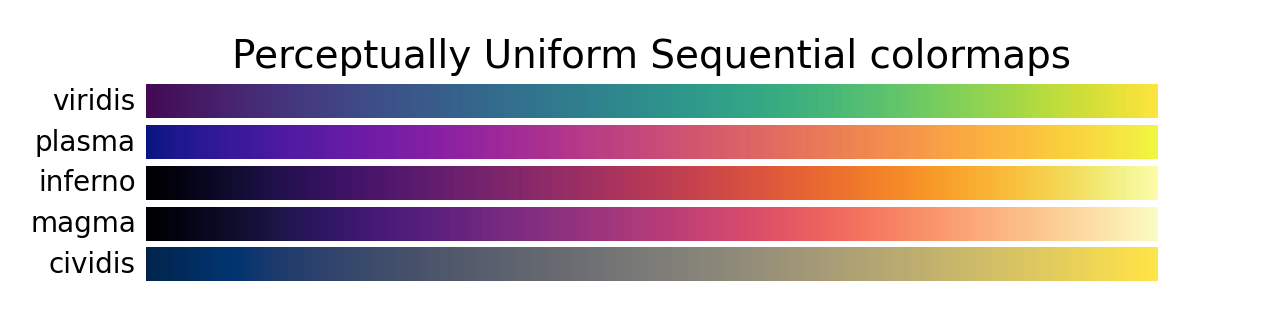 Perceptually Uniform Sequential colormaps
viridis
plasma
inferno
magma
cividis